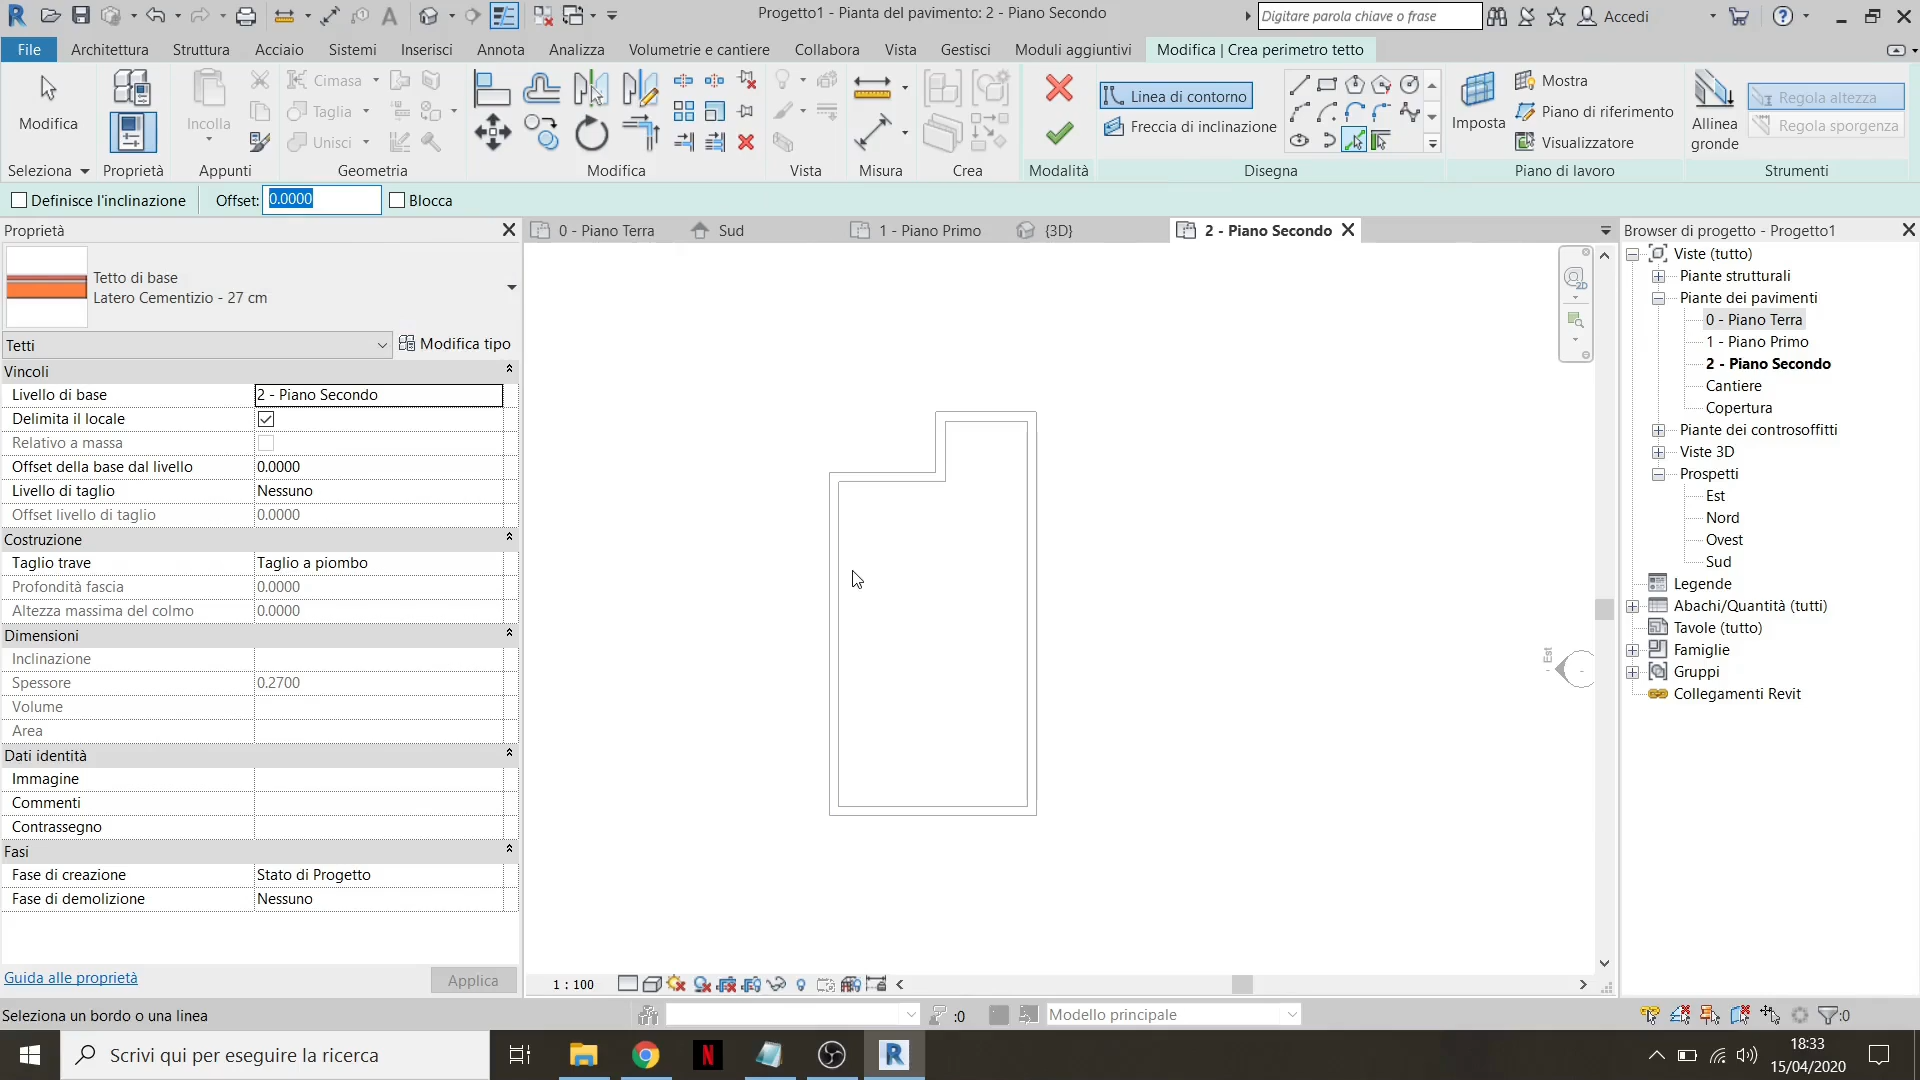 Progetto1 - Pianta del pavimento: 2 - Piano Secondo
Digitare parola chiave o frase
Accedi
File
Architettura
Struttura
Acciaio
Sistemi
Inserisci
Annota
Analizza
Volumetrie e cantiere
Collabora
Vista
Gestisci
Moduli aggiuntivi
Modifica | Crea perimetro tetto
Modifica
Incolla
Cimasa
Taglia
Unisci
Linea di contorno
Freccia di inclinazione
Imposta
Mostra
Piano di riferimento
Visualizzatore
Allinea
gronde
Regola altezza
Regola sporgenza
Seleziona
Proprietà
Appunti
Geometria
Modifica
Vista
Misura
Crea
Modalità
Disegna
Piano di lavoro
Strumenti
Definisce l'inclinazione
Offset: 0.0000
Blocca
Proprietà
Tetto di base
Latero Cementizio - 27 cm
Tetti
Modifica tipo
Vincoli
Livello di base 2 - Piano Secondo
Delimita il locale
Relativo a massa
Offset della base dal livello 0.0000
Livello di taglio Nessuno
Offset livello di taglio 0.0000
Costruzione
Taglio trave Taglio a piombo
Profondità fascia 0.0000
Altezza massima del colmo 0.0000
Dimensioni
Inclinazione
Spessore 0.2700
Volume
Area
Dati identità
Immagine
Commenti
Contrassegno
Fasi
Fase di creazione Stato di Progetto
Fase di demolizione Nessuno
Guida alle proprietà
Applica
0 - Piano Terra
Sud
1 - Piano Primo
{3D}
2 - Piano Secondo
2D
Est
1 : 100
Browser di progetto - Progetto1
Viste (tutto)
Piante strutturali
Piante dei pavimenti
0 - Piano Terra
1 - Piano Primo
2 - Piano Secondo
Cantiere
Copertura
Piante dei controsoffitti
Viste 3D
Prospetti
Est
Nord
Ovest
Sud
Legende
Abachi/Quantità (tutti)
Tavole (tutto)
Famiglie
Gruppi
Collegamenti Revit
Seleziona un bordo o una linea
:0
Modello principale
:0
Scrivi qui per eseguire la ricerca
18:33
15/04/2020